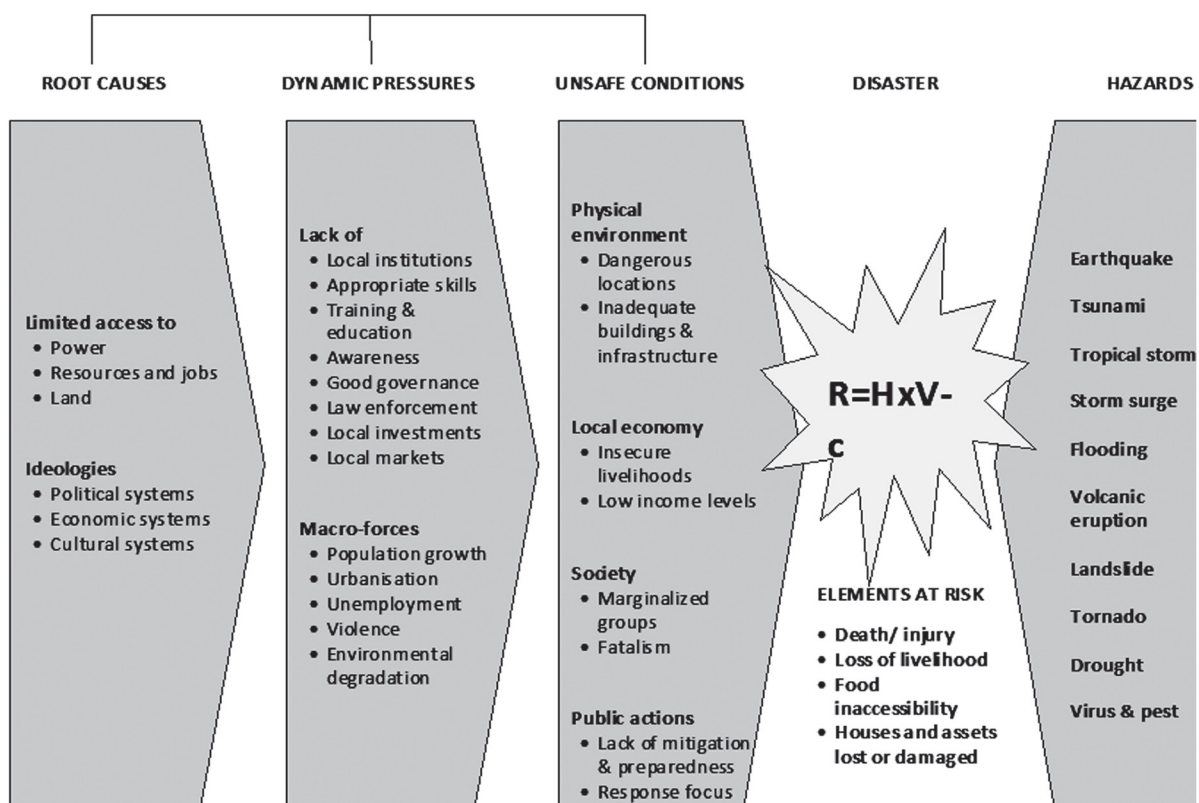 ROOT CAUSES
DYNAMIC PRESSURES
UNSAFE CONDITIONS
DISASTER
HAZARDS
Limited access to
• Power
• Resources and jobs
• Land
Ideologies
• Political systems
• Economic systems
• Cultural systems
Lack of
• Local institutions
• Appropriate skills
• Training &
education
• Awareness
• Good governance
• Law enforcement
• Local investments
• Local markets
Macro-forces
• Population growth
• Urbanisation
• Unemployment
• Violence
• Environmental
degradation
Physical
environment
• Dangerous
locations
• Inadequate
buildings &
infrastructure
Local economy
• Insecure
livelihoods
• Low income levels
Society
• Marginalized
groups
• Fatalism
Public actions
• Lack of mitigation
& preparedness
• Response focus
R=HxV-
c
ELEMENTS AT RISK
• Death/ injury
• Loss of livelihood
• Food
inaccessibility
• Houses and assets
lost or damaged
Earthquake
Tsunami
Tropical storm
Storm surge
Flooding
Volcanic
eruption
Landslide
Tornado
Drought
Virus & pest